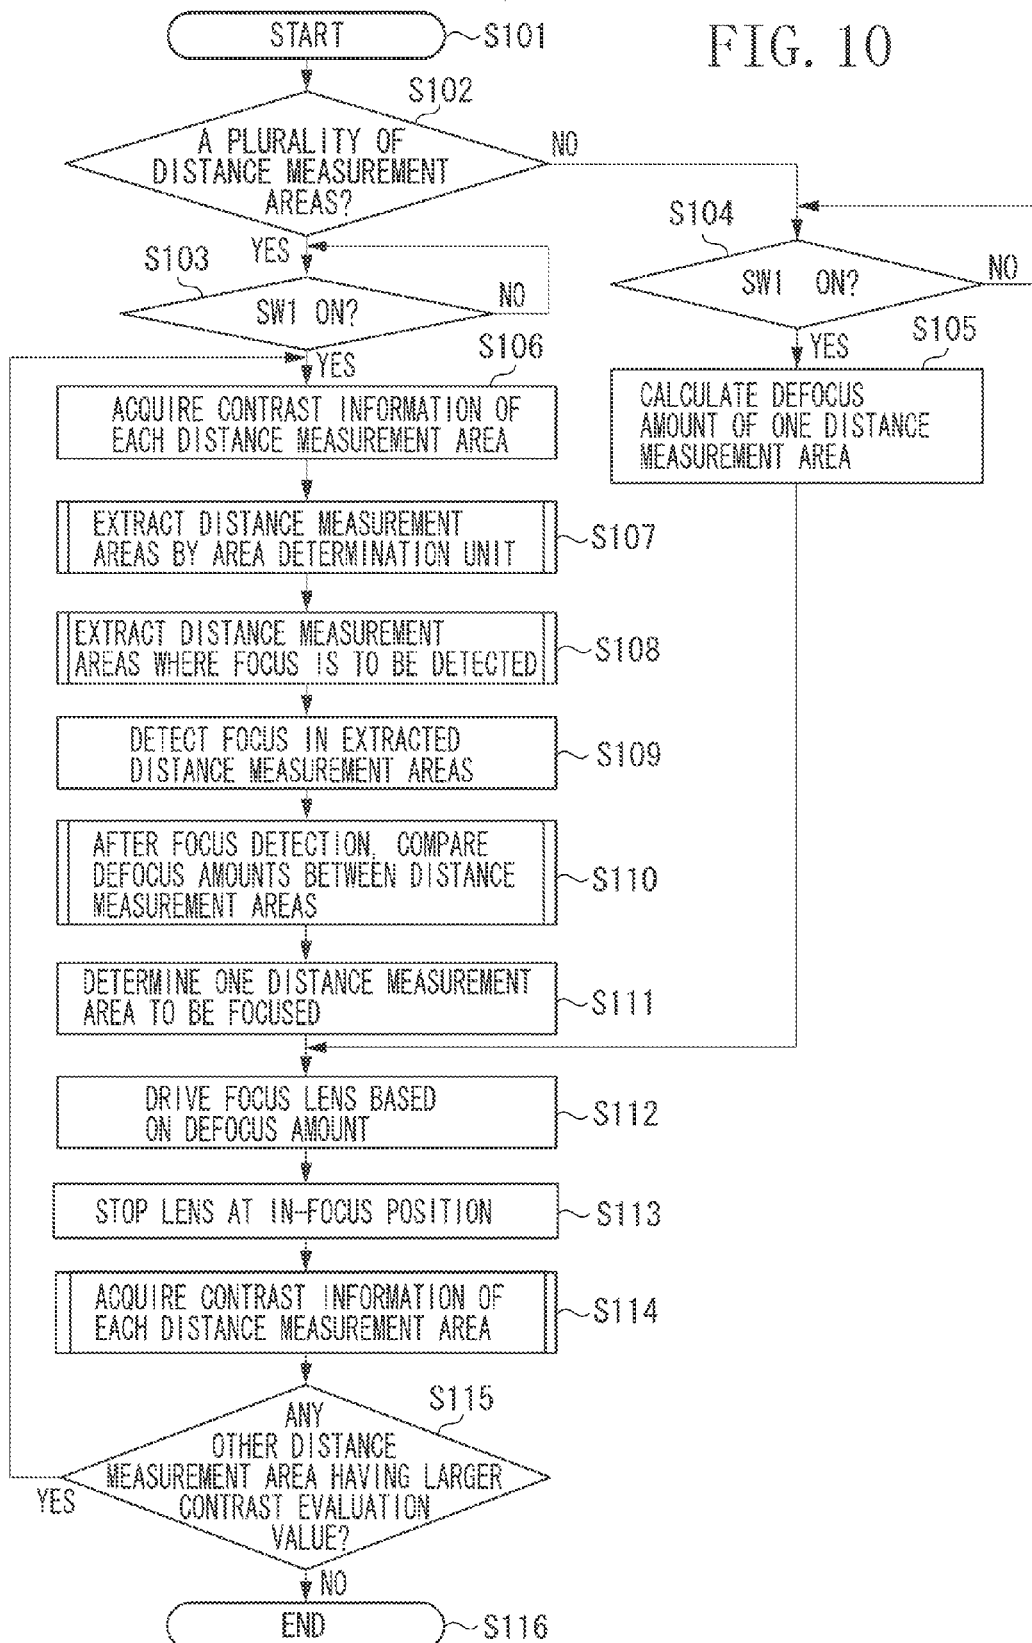 FIG. 10
START
S101
S102
A PLURALITY OF
DISTANCE MEASUREMENT
AREAS?
NO
YES
S103
SW1 ON?
NO
YES
S104
SW1 ON?
NO
YES
S105
CALCULATE DEFOCUS
AMOUNT OF ONE DISTANCE
MEASUREMENT AREA
S106
ACQUIRE CONTRAST INFORMATION OF
EACH DISTANCE MEASUREMENT AREA
EXTRACT DISTANCE MEASUREMENT
AREAS BY AREA DETERMINATION UNIT
S107
EXTRACT DISTANCE MEASUREMENT
AREAS WHERE FOCUS IS TO BE DETECTED
S108
DETECT FOCUS IN EXTRACTED
DISTANCE MEASUREMENT AREAS
S109
AFTER FOCUS DETECTION, COMPARE
DEFOCUS AMOUNTS BETWEEN DISTANCE
MEASUREMENT AREAS
S110
DETERMINE ONE DISTANCE MEASUREMENT
AREA TO BE FOCUSED
S111
DRIVE FOCUS LENS BASED
ON DEFOCUS AMOUNT
S112
STOP LENS AT IN-FOCUS POSITION
S113
ACQUIRE CONTRAST INFORMATION OF
EACH DISTANCE MEASUREMENT AREA
S114
S115
ANY
OTHER DISTANCE
MEASUREMENT AREA HAVING LARGER
CONTRAST EVALUATION
VALUE?
YES
NO
END
S116